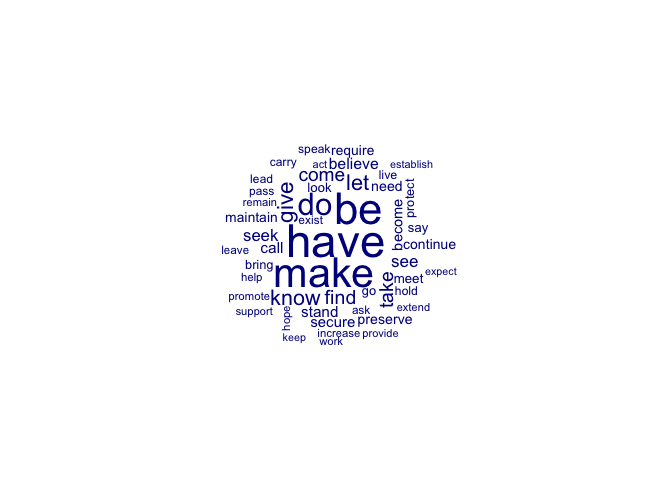 speak require
carry act believe establish
lead come let live
pass look need
remain give do be protect
maintain exist become say
seek call have continue
leave see
bring make meet expect
help take
promote know find go hold
support hope stand ask extend
secure preserve
keep increase provide
work